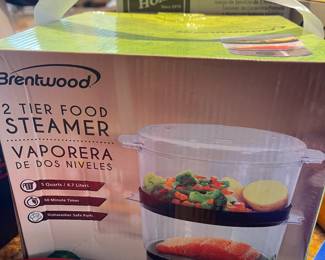 Brentwood
2 TIER FOOD
STEAMER
VAPORERA
DE DOS NIVELES
5 Quarts / 4.7 Liters
60 Minute Timer
Dishwasher Safe Parts